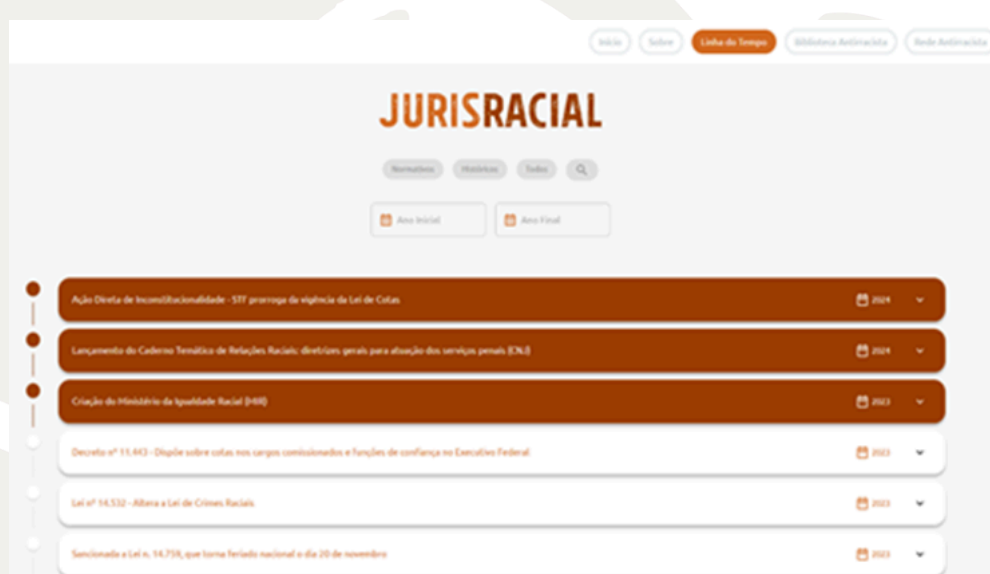 Início Sobre Linha do Tempo Biblioteca Antirracista Rede Antirracista
JURISRACIAL
Normativos Históricos Todos
Ano Inicial Ano Final
Ação Direta de Inconstitucionalidade - STF prorroga da vigência da Lei de Cotas 2024
Lançamento do Caderno Temático de Relações Raciais: diretrizes gerais para atuação dos serviços penais (CNJ) 2024
Criação do Ministério da Igualdade Racial (MIR) 2023
Decreto nº 11.443 - Dispõe sobre cotas nos cargos comissionados e funções de confiança no Executivo Federal 2023
Lei nº 14.532 - Altera a Lei de Crimes Raciais 2023
Sancionada a Lei n. 14.759, que torna feriado nacional o dia 20 de novembro 2023